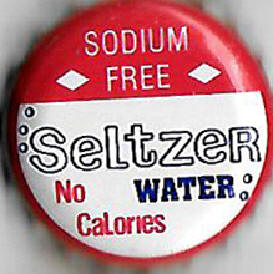 SODIUM
FREE
SeLtzeR
No WATER
CaLories